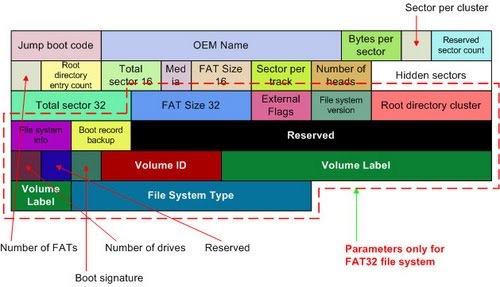 Sector per cluster
Jump boot code
OEM Name
Bytes per
sector
Reserved
sector count
Root
directory
entry count
Total
sector 16
Med
ia
FAT Size
16
Sector per
track
Number of
heads
Hidden sectors
Total sector 32
FAT Size 32
External
Flags
File system
version
Root directory cluster
File system
info
Boot record
backup
Reserved
Volume ID
Volume Label
Volume
Label
File System Type
Number of FATs
Number of drives
Reserved
Boot signature
Parameters only for
FAT32 file system